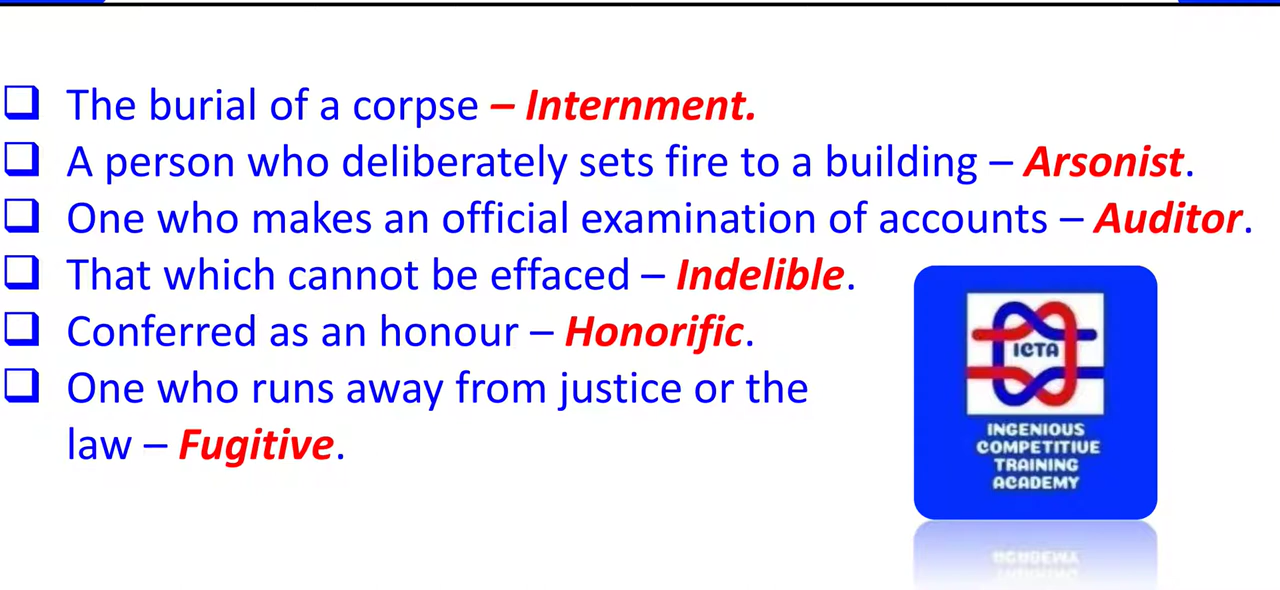 The burial of a corpse – Internment.
A person who deliberately sets fire to a building – Arsonist.
One who makes an official examination of accounts – Auditor.
That which cannot be effaced – Indelible.
Conferred as an honour – Honorific.
One who runs away from justice or the
law – Fugitive.
ICTA
INGENIOUS
COMPETITIVE
TRAINING
ACADEMY